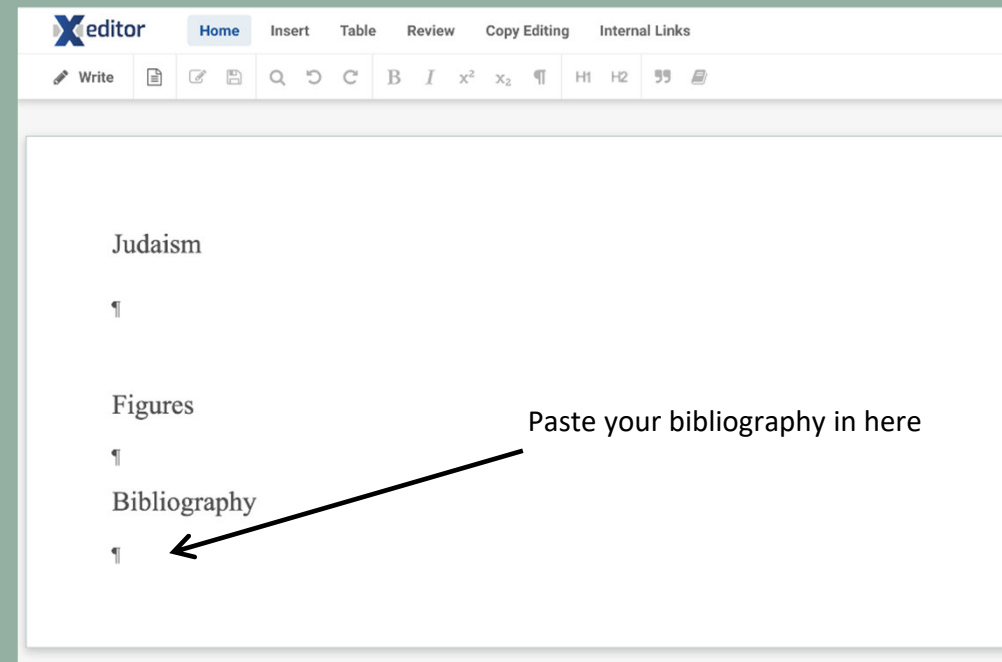 Xeditor Home Insert Table Review Copy Editing Internal Links
Write B I x² x₂ ¶ H1 H2
Judaism
¶
Figures
Paste your bibliography in here
¶
Bibliography
¶